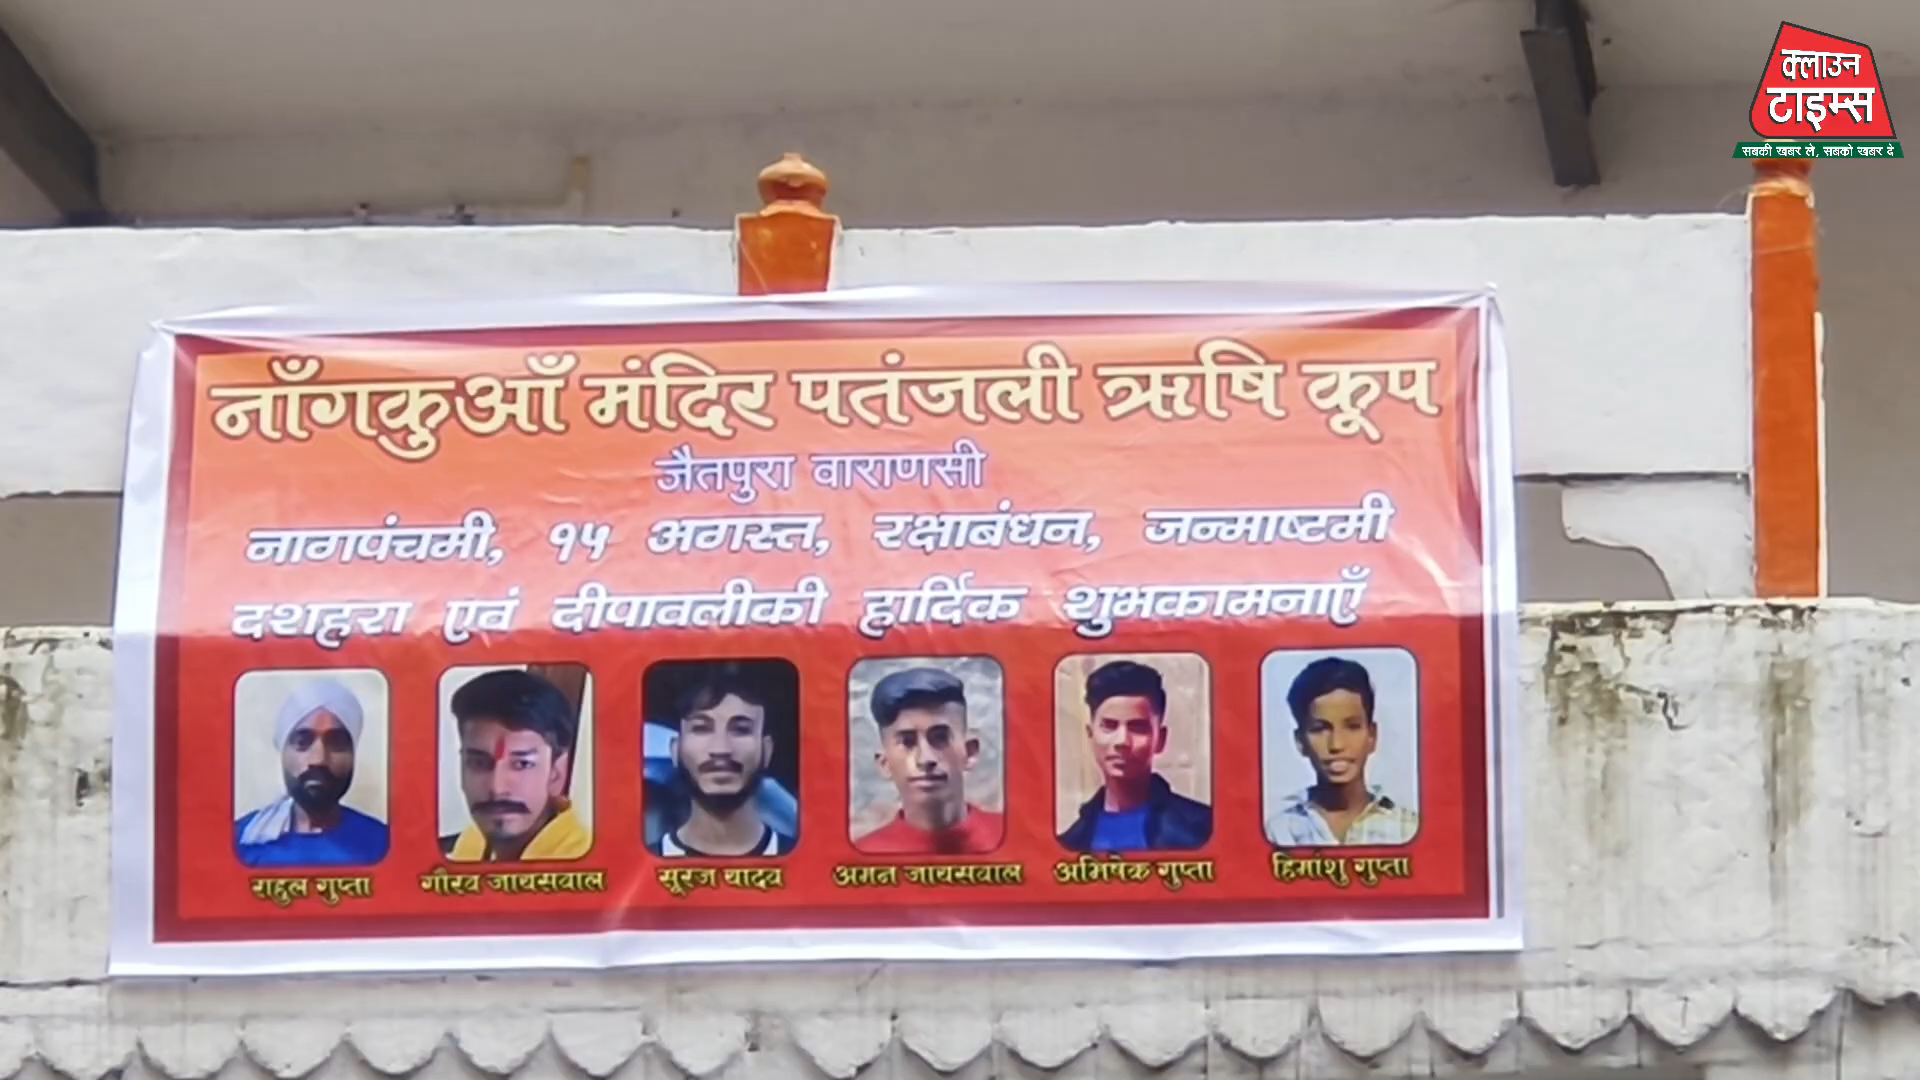 क्लाउन
टाइम्स
सबकी खबर ले, सबको खबर दे
नाँगकुआँ मंदिर पतंजली ऋषि कूप
जैतपुरा वाराणसी
नागपंचमी, १५ अगस्त, रक्षाबंधन, जन्माष्टमी
दशहरा एवं दीपावलीकी हार्दिक शुभकामनाएँ
राहुल गुप्ता
गौरव जायसवाल
सूरज यादव
अमन जायसवाल
अभिषेक गुप्ता
हिमांशु गुप्ता